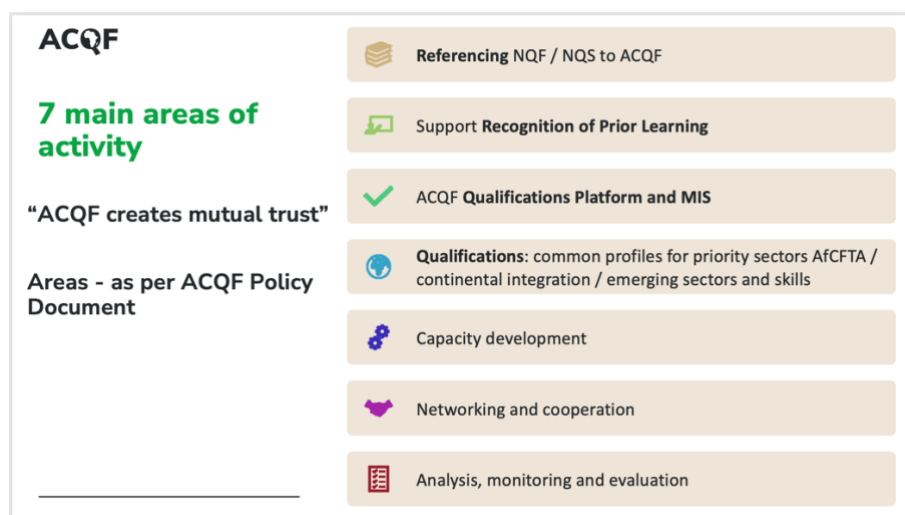 ACQF
7 main areas of
activity
“ACQF creates mutual trust”
Areas - as per ACQF Policy
Document
Referencing NQF / NQS to ACQF
Support Recognition of Prior Learning
ACQF Qualifications Platform and MIS
Qualifications: common profiles for priority sectors AfCFTA /
continental integration / emerging sectors and skills
Capacity development
Networking and cooperation
Analysis, monitoring and evaluation